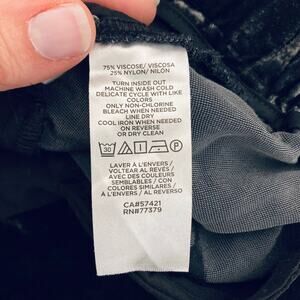 75% VISCOSE/ VISCOSA
25% NYLON/ NILÓN
TURN INSIDE OUT
MACHINE WASH COLD
DELICATE CYCLE WITH LIKE
COLORS
ONLY NON-CHLORINE
BLEACH WHEN NEEDED
LINE DRY
COOL IRON WHEN NEEDED
ON REVERSE
OR DRY CLEAN
30 P
LAVER À L'ENVERS /
VOLTEAR AL REVÉS /
AVEC DES COULEURS
SEMBLABLES / CON
COLORES SIMILARES /
À L'ENVERS / AL REVERSO
CA#57421
RN#77379